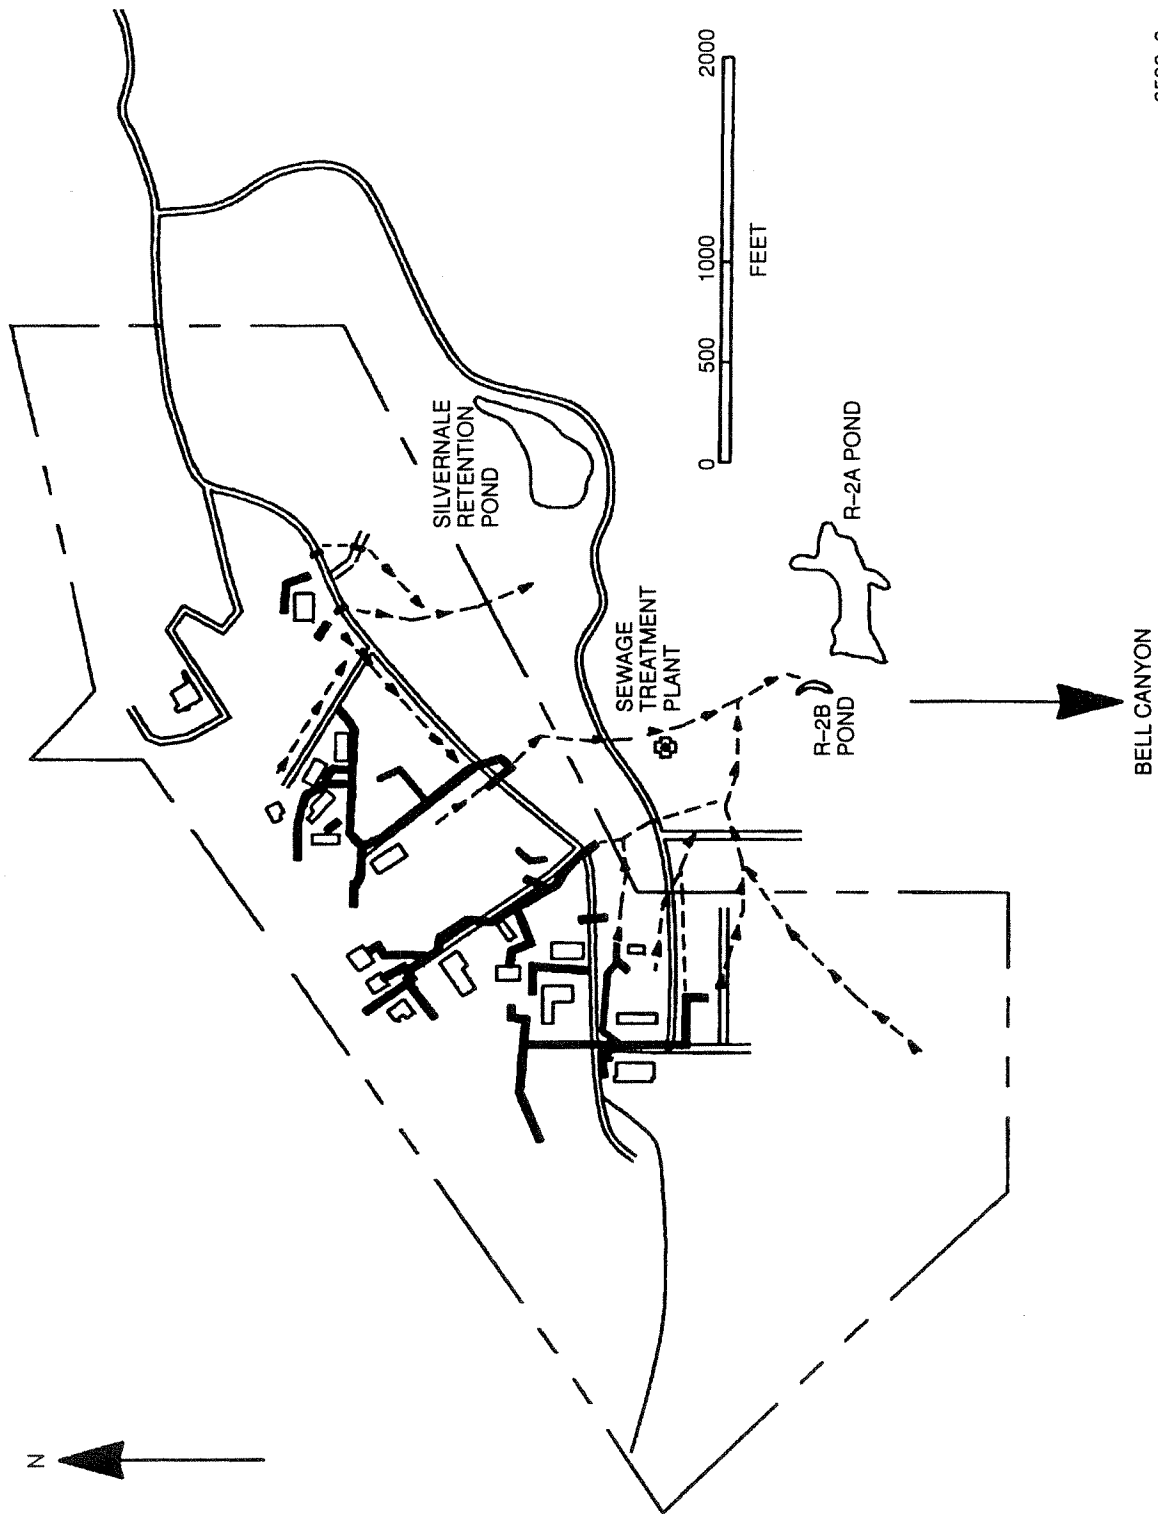 N
SILVERNALE
RETENTION
POND
SEWAGE
TREATMENT
PLANT
R-2A POND
R-2B
POND
0
500
1000
2000
FEET
BELL CANYON